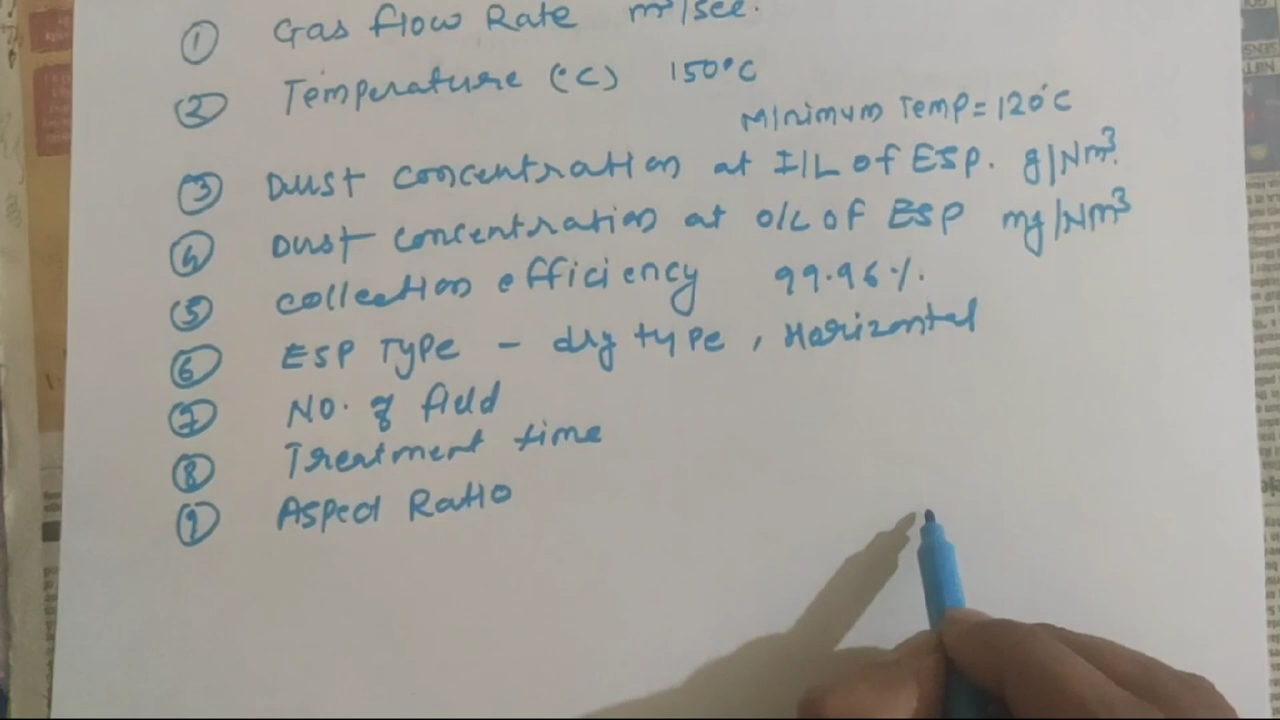 ① Gas flow Rate m³/sec.
② Temperature (°C) 150°C
Minimum Temp = 120°C
③ Dust concentration at I/L of ESP. g/Nm³.
④ Dust concentration at O/L of ESP mg/Nm³
⑤ collection efficiency 99.96%.
⑥ ESP Type - dry type, Horizontal
⑦ No. of field
⑧ Treatment time
⑨ Aspect Ratio